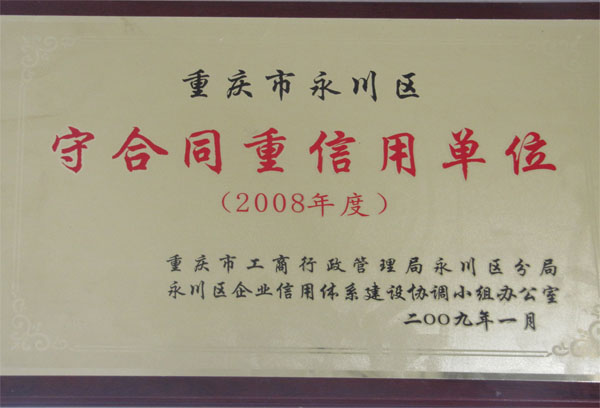 重庆市永川区
守合同重信用单位
（2008年度）
重庆市工商行政管理局永川区分局
永川区企业信用体系建设协调小组办公室
二〇〇九年一月